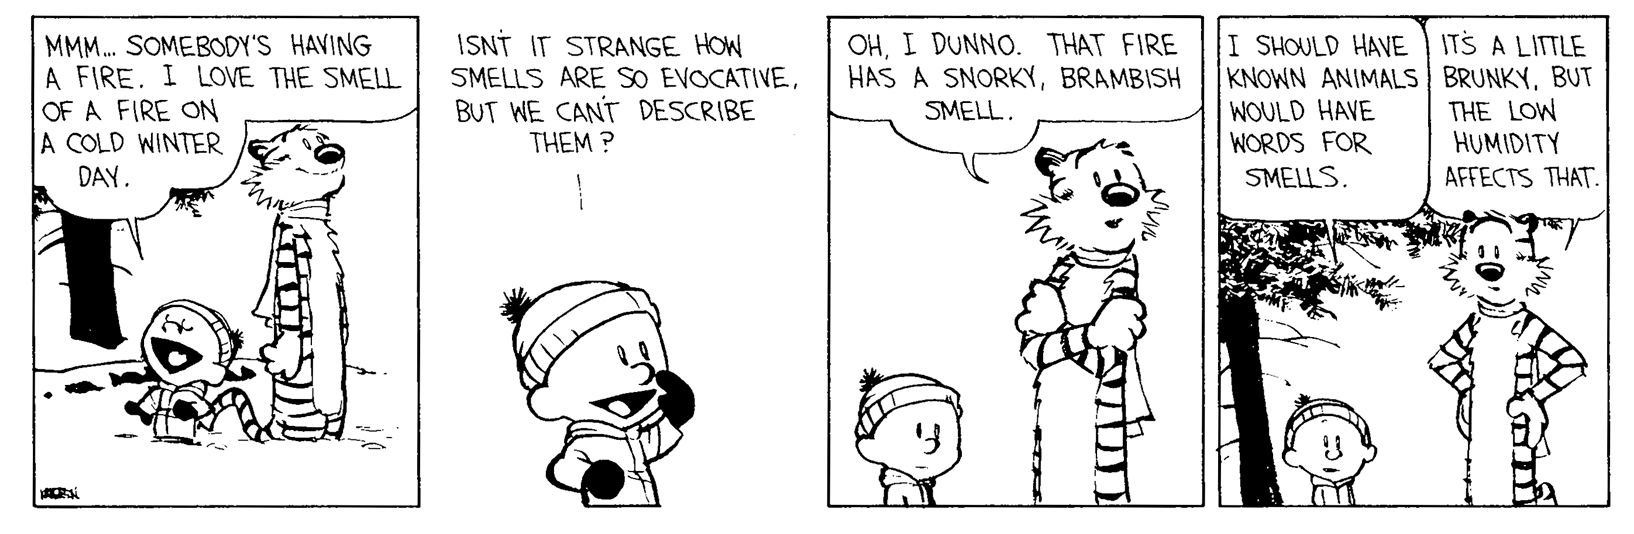 MMM... SOMEBODY'S HAVING
A FIRE. I LOVE THE SMELL
OF A FIRE ON
A COLD WINTER
DAY.
ISN'T IT STRANGE HOW
SMELLS ARE SO EVOCATIVE,
BUT WE CAN'T DESCRIBE
THEM?
OH, I DUNNO. THAT FIRE
HAS A SNORKY, BRAMBISH
SMELL.
I SHOULD HAVE
KNOWN ANIMALS
WOULD HAVE
WORDS FOR
SMELLS.
IT'S A LITTLE
BRUNKY, BUT
THE LOW
HUMIDITY
AFFECTS THAT.